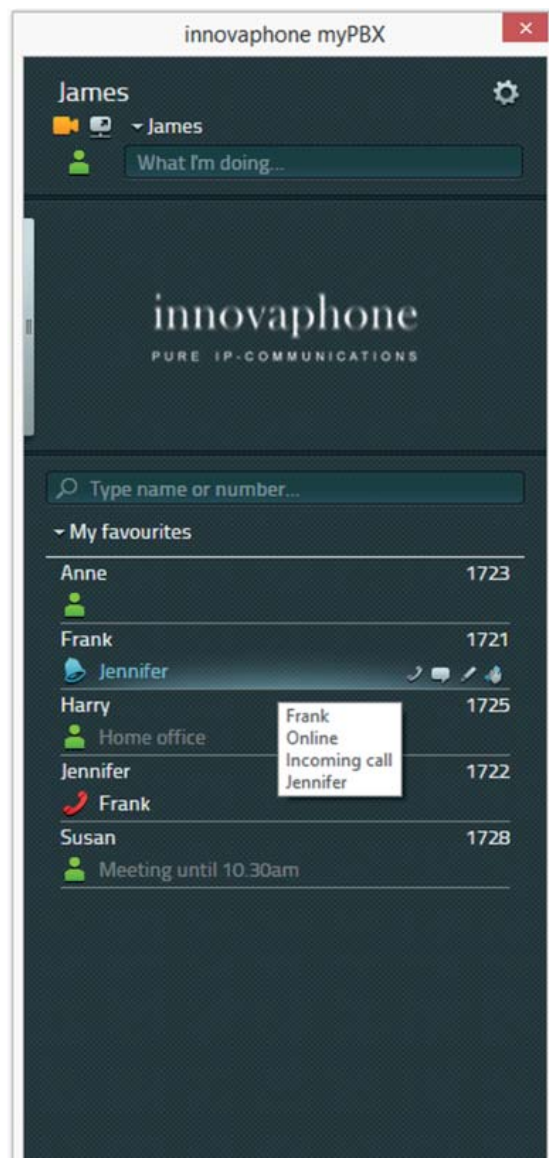 innovaphone myPBX
James
James
What I'm doing...
innovaphone
PURE IP-COMMUNICATIONS
Type name or number...
My favourites
Anne 1723
Frank 1721
Jennifer
Harry 1725
Home office
Frank
Online
Incoming call
Jennifer
Jennifer 1722
Frank
Susan 1728
Meeting until 10.30am